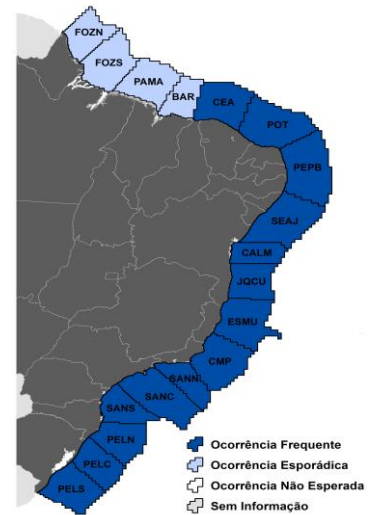 FOZN
FOZS
PAMA
BAR
CEA
POT
PEPB
SEAJ
CALM
JQCU
ESMU
CMP
SANN
SANC
SANS
PELN
PELC
PELS
Ocorrência Frequente
Ocorrência Esporádica
Ocorrência Não Esperada
Sem Informação